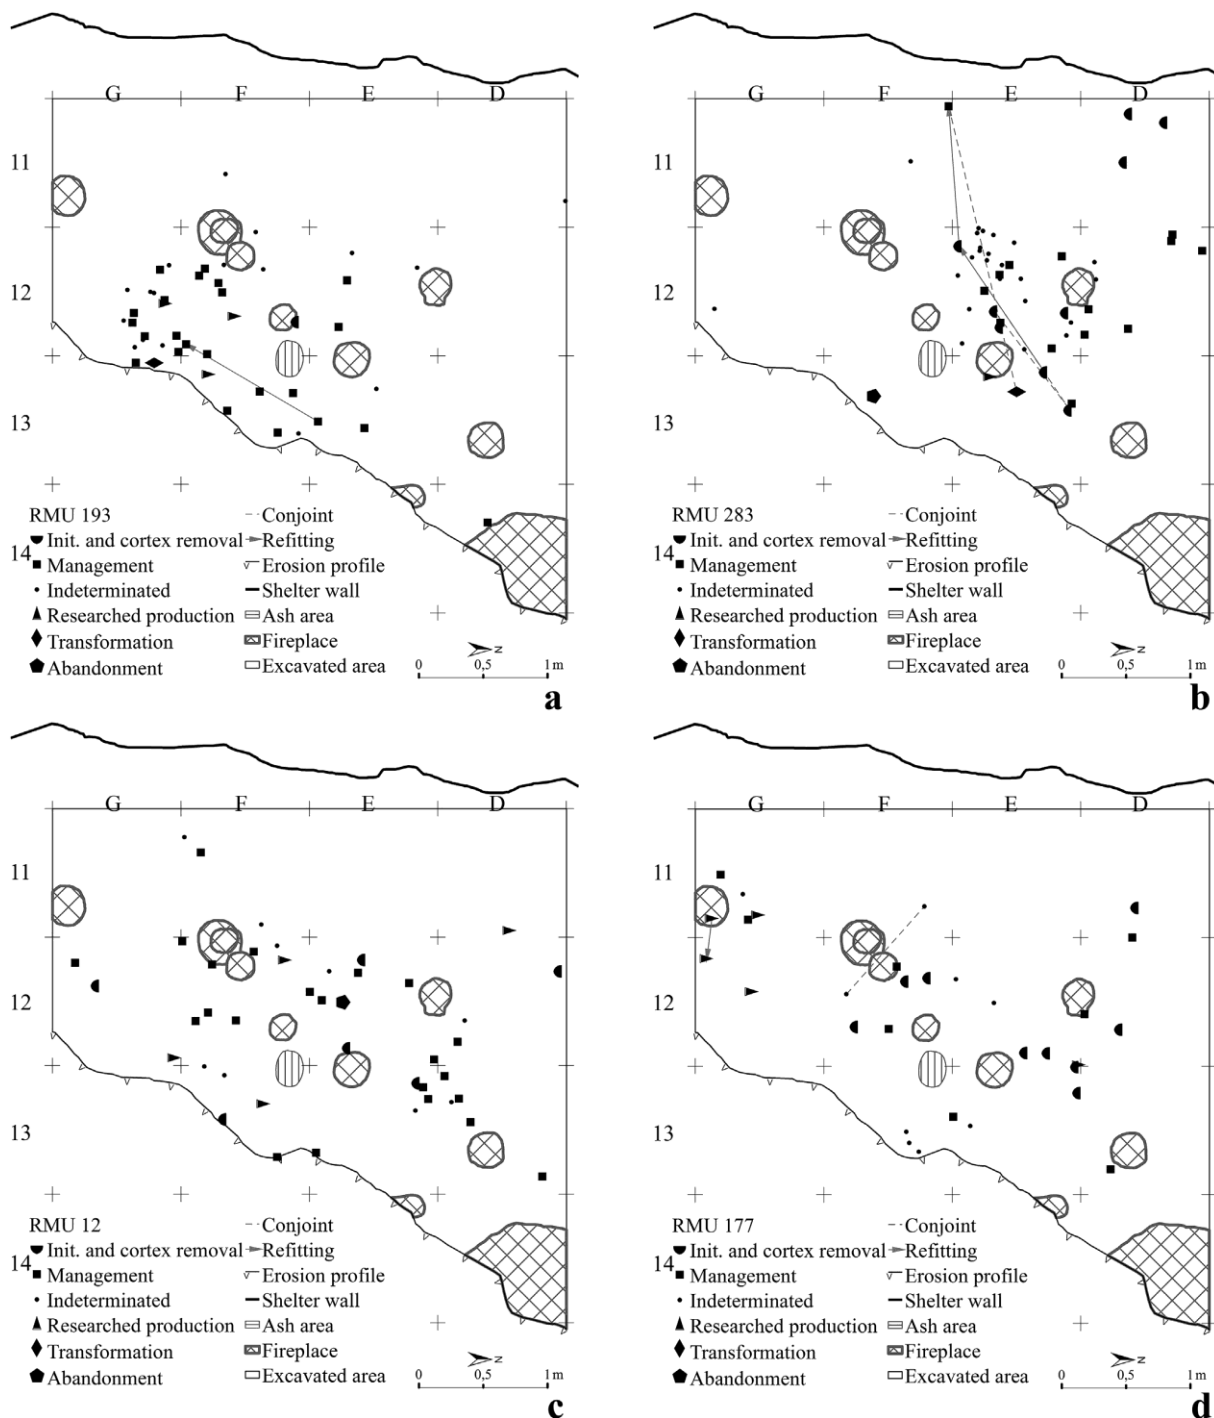 G F E D
11
12
13
14
RMU 193
Init. and cortex removal
Management
Indeterminated
Researched production
Transformation
Abandonment
Conjoint
Refitting
Erosion profile
Shelter wall
Ash area
Fireplace
Excavated area
N
0 0,5 1m
a
G F E D
11
12
13
14
RMU 283
Init. and cortex removal
Management
Indeterminated
Researched production
Transformation
Abandonment
Conjoint
Refitting
Erosion profile
Shelter wall
Ash area
Fireplace
Excavated area
N
0 0,5 1m
b
G F E D
11
12
13
14
RMU 12
Init. and cortex removal
Management
Indeterminated
Researched production
Transformation
Abandonment
Conjoint
Refitting
Erosion profile
Shelter wall
Ash area
Fireplace
Excavated area
N
0 0,5 1m
c
G F E D
11
12
13
14
RMU 177
Init. and cortex removal
Management
Indeterminated
Researched production
Transformation
Abandonment
Conjoint
Refitting
Erosion profile
Shelter wall
Ash area
Fireplace
Excavated area
N
0 0,5 1m
d